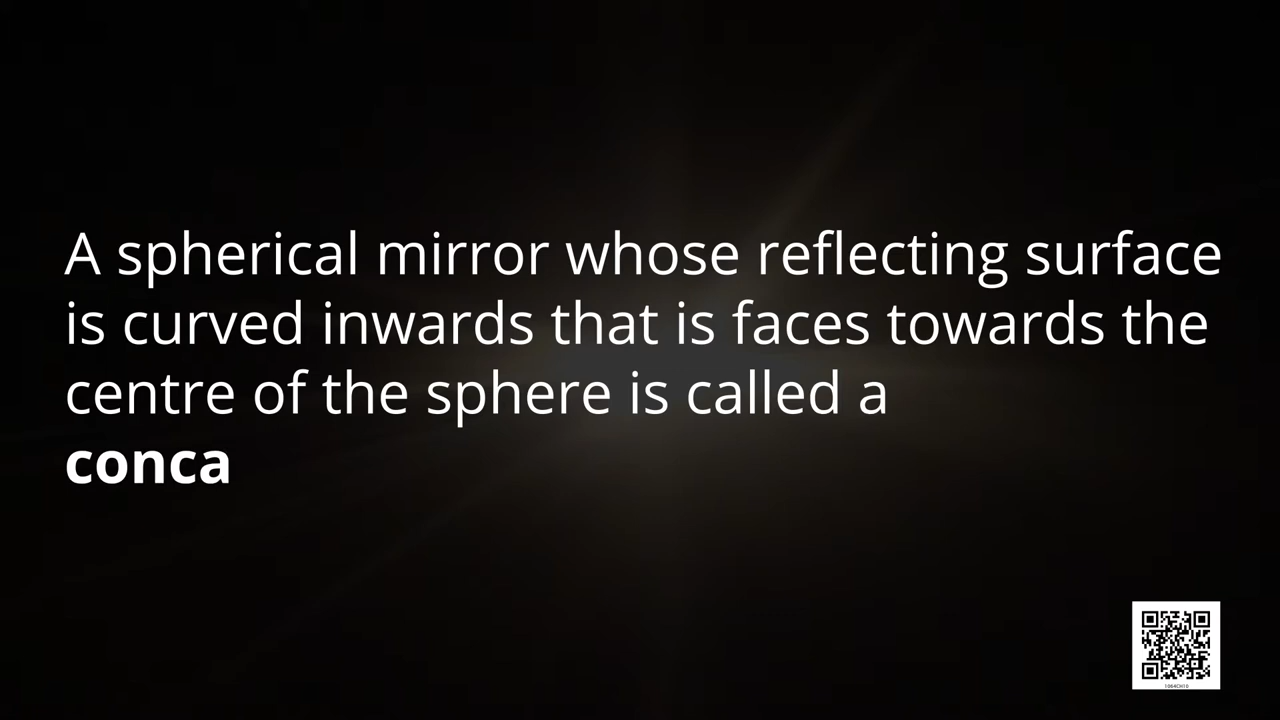 A spherical mirror whose reflecting surface
is curved inwards that is faces towards the
centre of the sphere is called a
conca